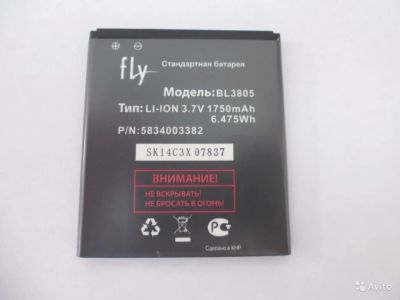 fly
Стандартная батарея
Модель: BL3805
Тип: LI-ION 3.7V 1750mAh
6.475Wh
P/N:5834003382
SK14C3X 07837
ВНИМАНИЕ!
НЕ ВСКРЫВАТЬ!
НЕ БРОСАТЬ В ОГОНЬ!
Сделано в КНР
Avito